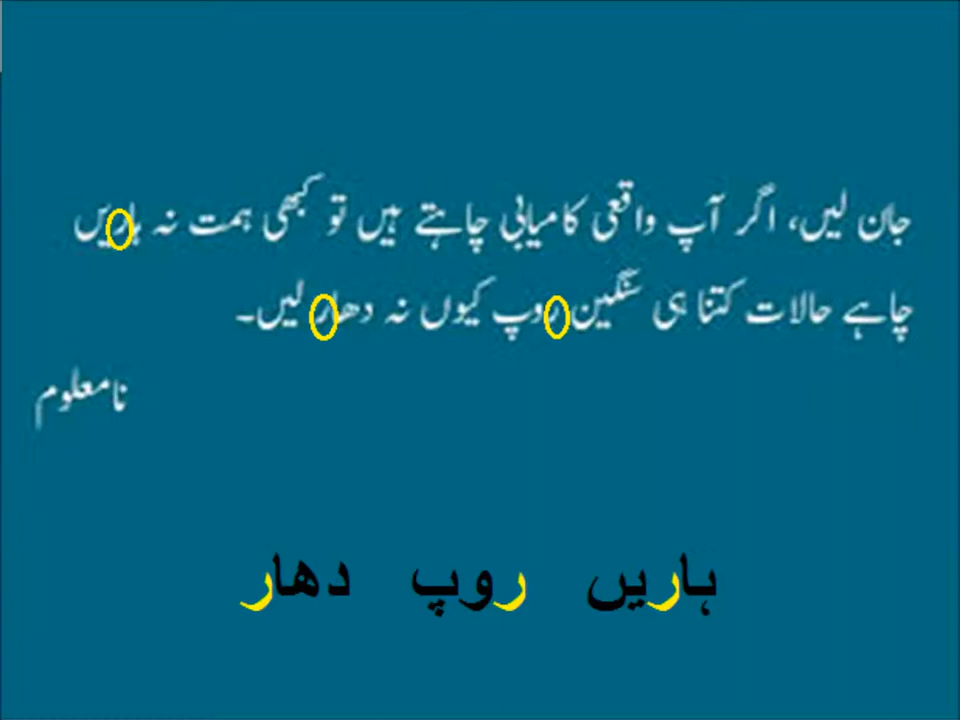 جان لیں، اگر آپ واقعی کامیابی چاہتے ہیں تو کبھی ہمت نہ ہاریں
چاہے حالات کتنا ہی سنگین روپ کیوں نہ دھار لیں۔
نامعلوم
ہاریں روپ دھار